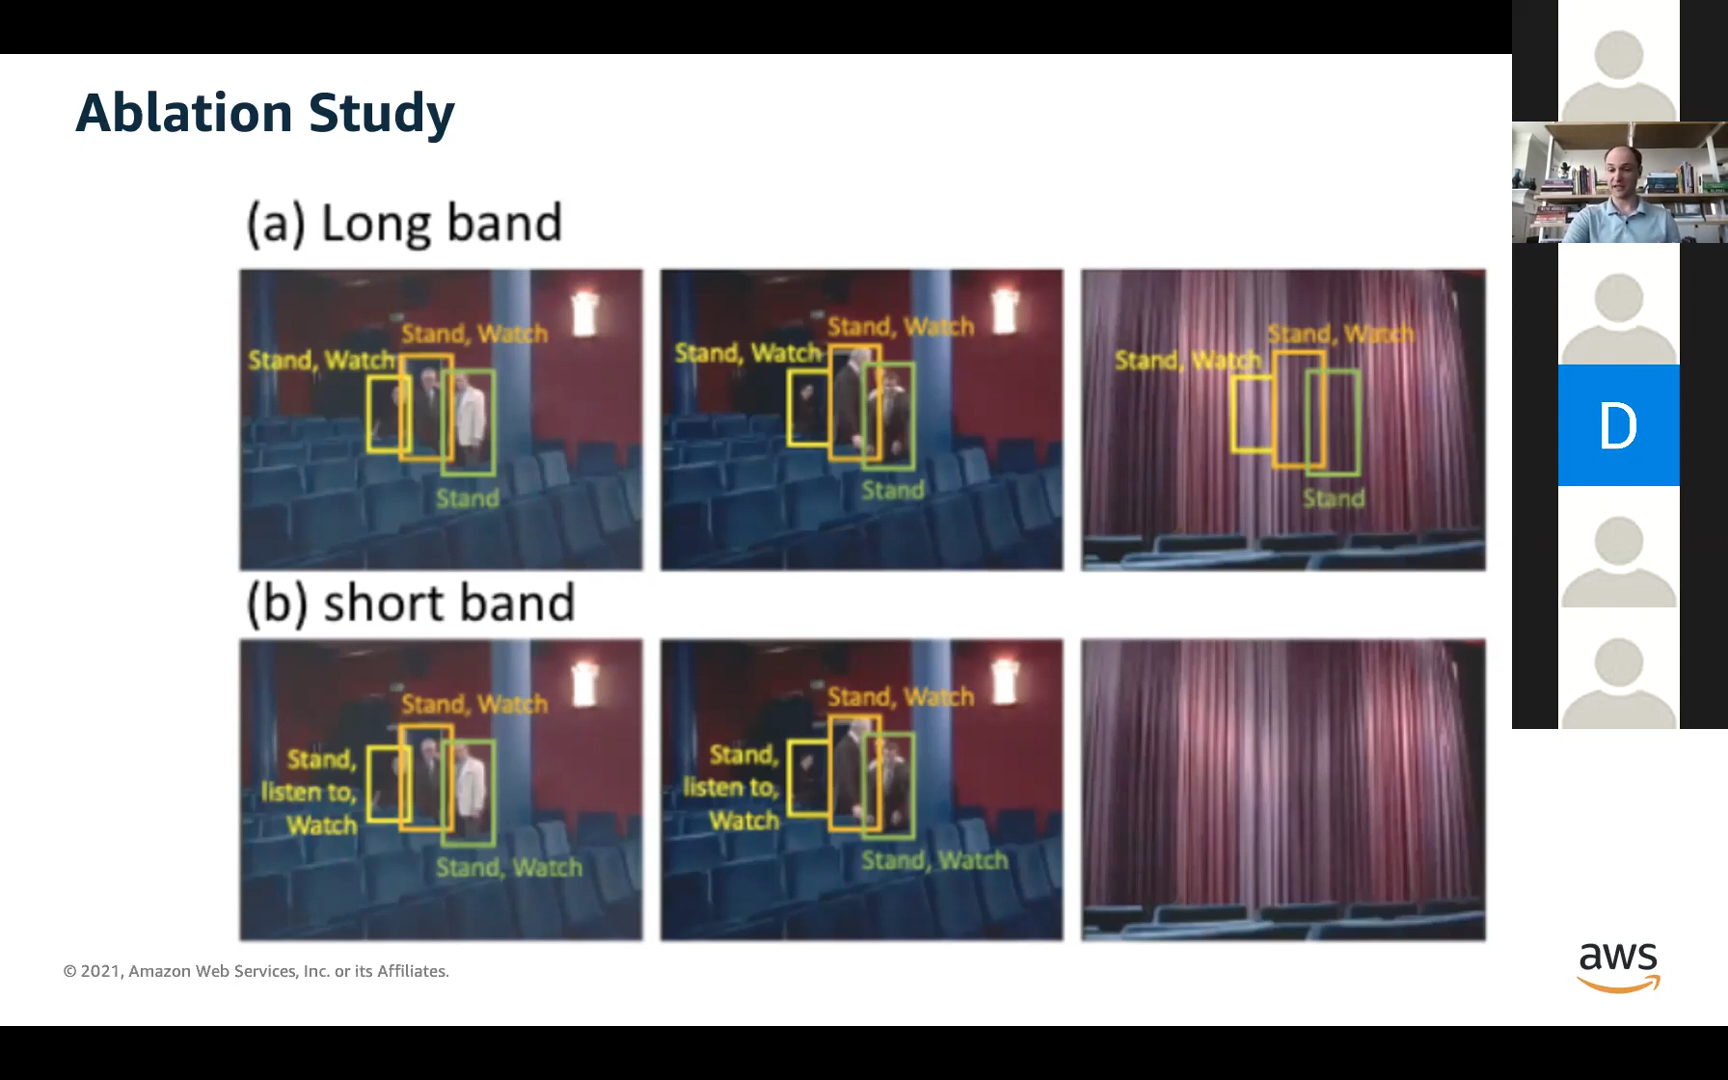 Ablation Study
(a) Long band
Stand, Watch
Stand, Watch
Stand
Stand, Watch
Stand, Watch
Stand
Stand, Watch
Stand, Watch
Stand
(b) short band
Stand, Watch
Stand,
listen to,
Watch
Stand, Watch
Stand, Watch
Stand,
listen to,
Watch
Stand, Watch
© 2021, Amazon Web Services, Inc. or its Affiliates.
aws
D